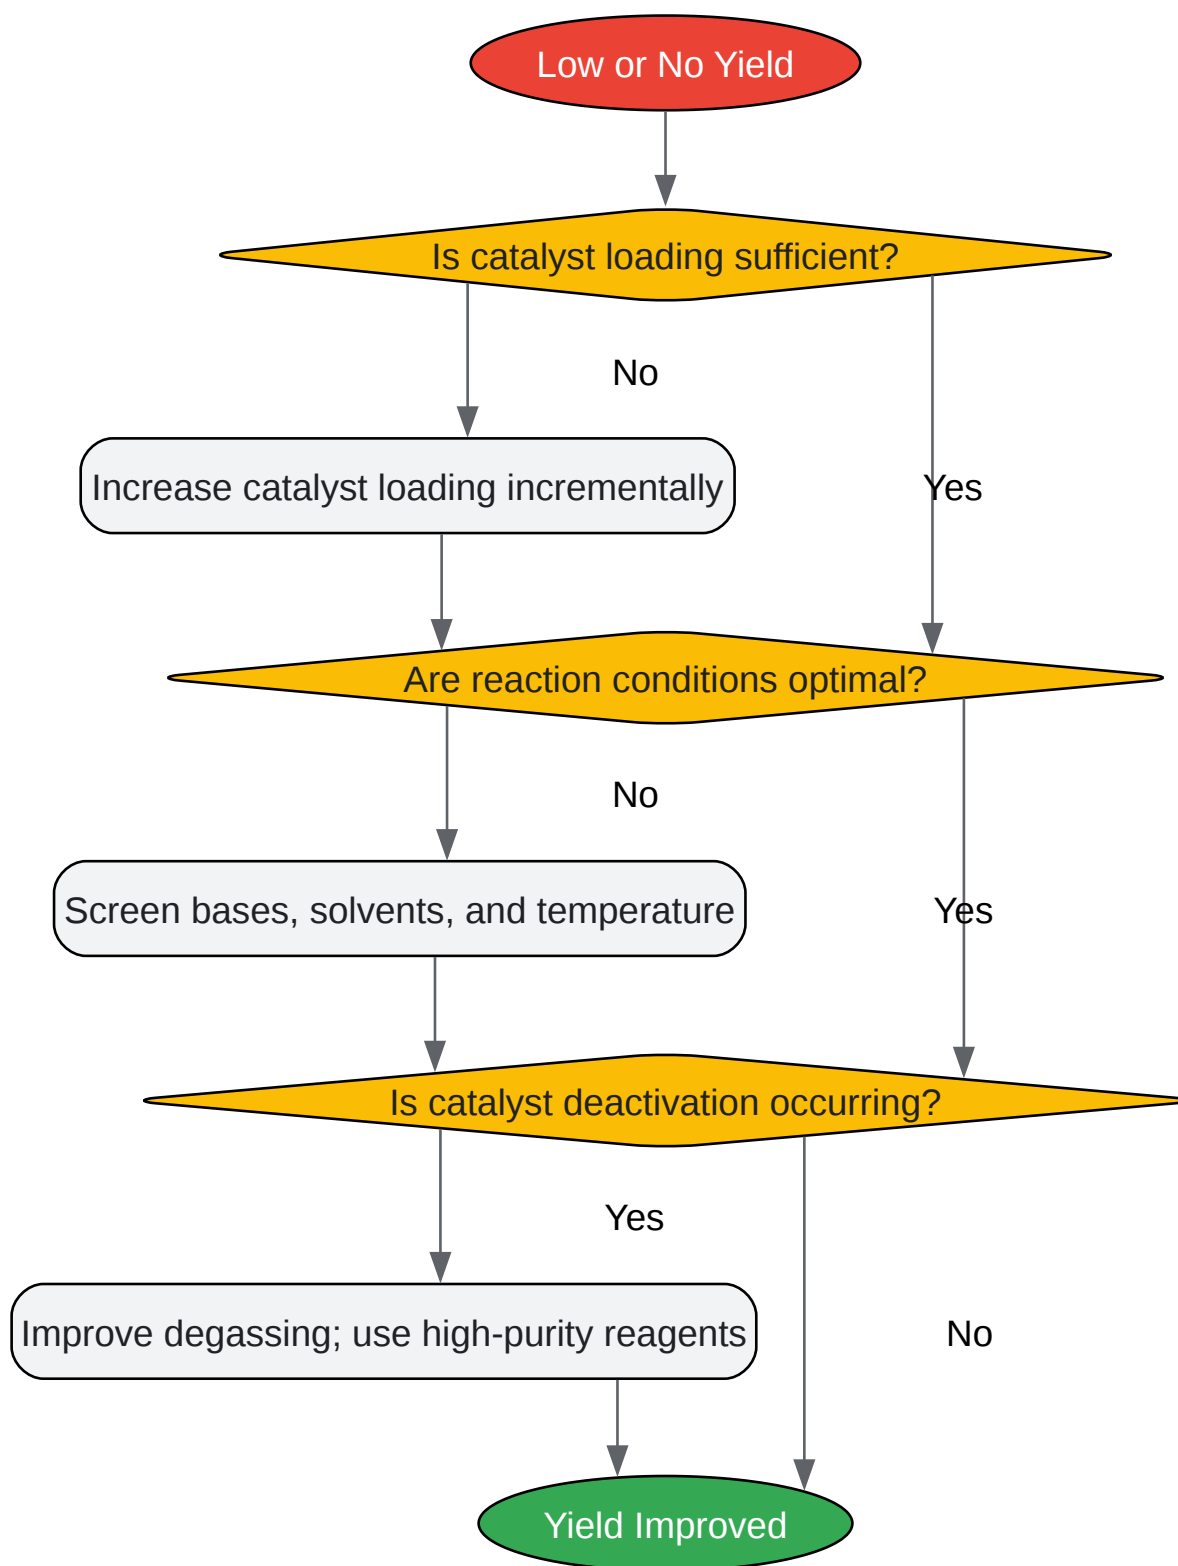 Low or No Yield
Is catalyst loading sufficient?
No
Increase catalyst loading incrementally
Yes
Are reaction conditions optimal?
No
Screen bases, solvents, and temperature
Yes
Is catalyst deactivation occurring?
Yes
Improve degassing; use high-purity reagents
No
Yield Improved